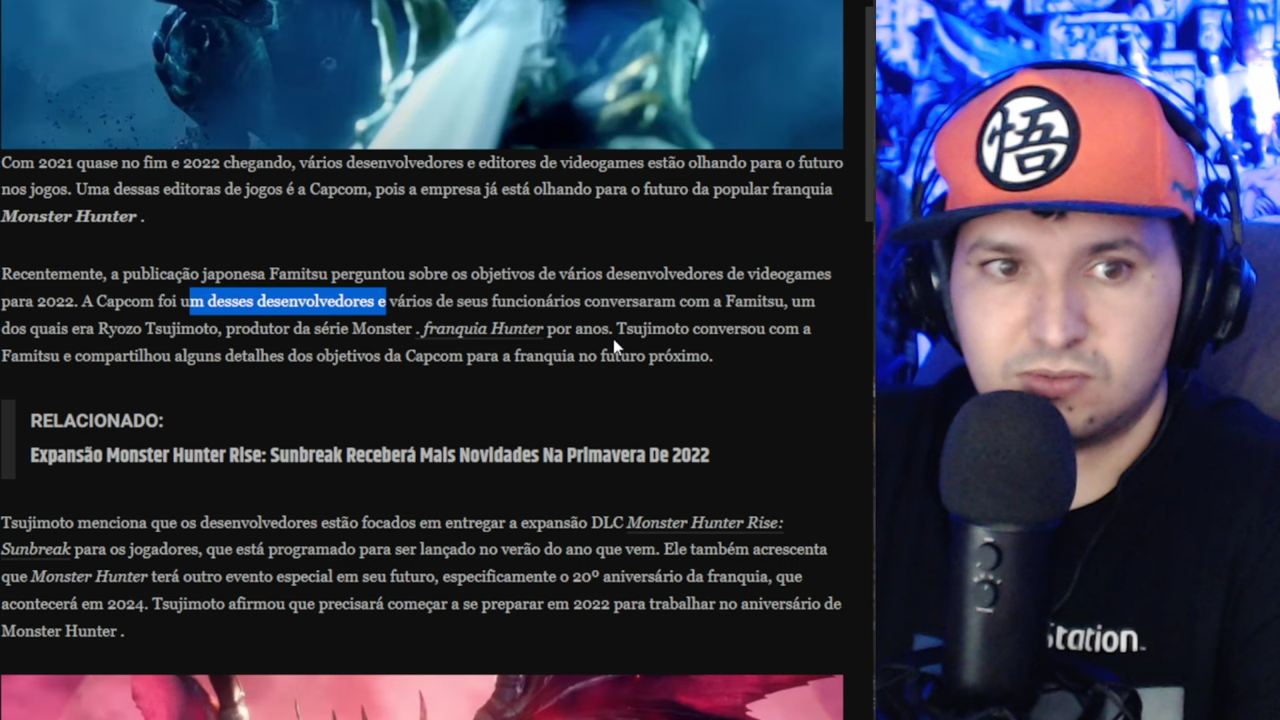 Com 2021 quase no fim e 2022 chegando, vários desenvolvedores e editores de videogames estão olhando para o futuro
nos jogos. Uma dessas editoras de jogos é a Capcom, pois a empresa já está olhando para o futuro da popular franquia
Monster Hunter .
Recentemente, a publicação japonesa Famitsu perguntou sobre os objetivos de vários desenvolvedores de videogames
para 2022. A Capcom foi um desses desenvolvedores e vários de seus funcionários conversaram com a Famitsu, um
dos quais era Ryozo Tsujimoto, produtor da série Monster . franquia Hunter por anos. Tsujimoto conversou com a
Famitsu e compartilhou alguns detalhes dos objetivos da Capcom para a franquia no futuro próximo.
RELACIONADO:
Expansão Monster Hunter Rise: Sunbreak Receberá Mais Novidades Na Primavera De 2022
Tsujimoto menciona que os desenvolvedores estão focados em entregar a expansão DLC Monster Hunter Rise:
Sunbreak para os jogadores, que está programado para ser lançado no verão do ano que vem. Ele também acrescenta
que Monster Hunter terá outro evento especial em seu futuro, especificamente o 20º aniversário da franquia, que
acontecerá em 2024. Tsujimoto afirmou que precisará começar a se preparar em 2022 para trabalhar no aniversário de
Monster Hunter .
悟
Station